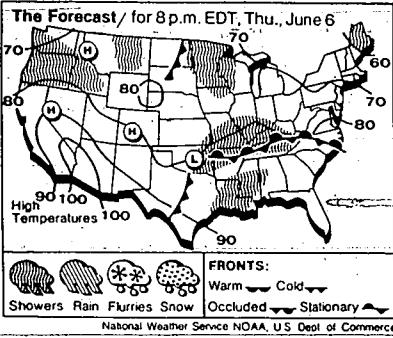 The Forecast/ for 8 p.m. EDT, Thu., June 6
70
70
60
H
80
80
70
H
H
80
L
90 100
100
90
High
Temperatures
Showers Rain Flurries Snow
FRONTS:
Warm Cold
Occluded Stationary
National Weather Service NOAA, U S Dept of Commerce